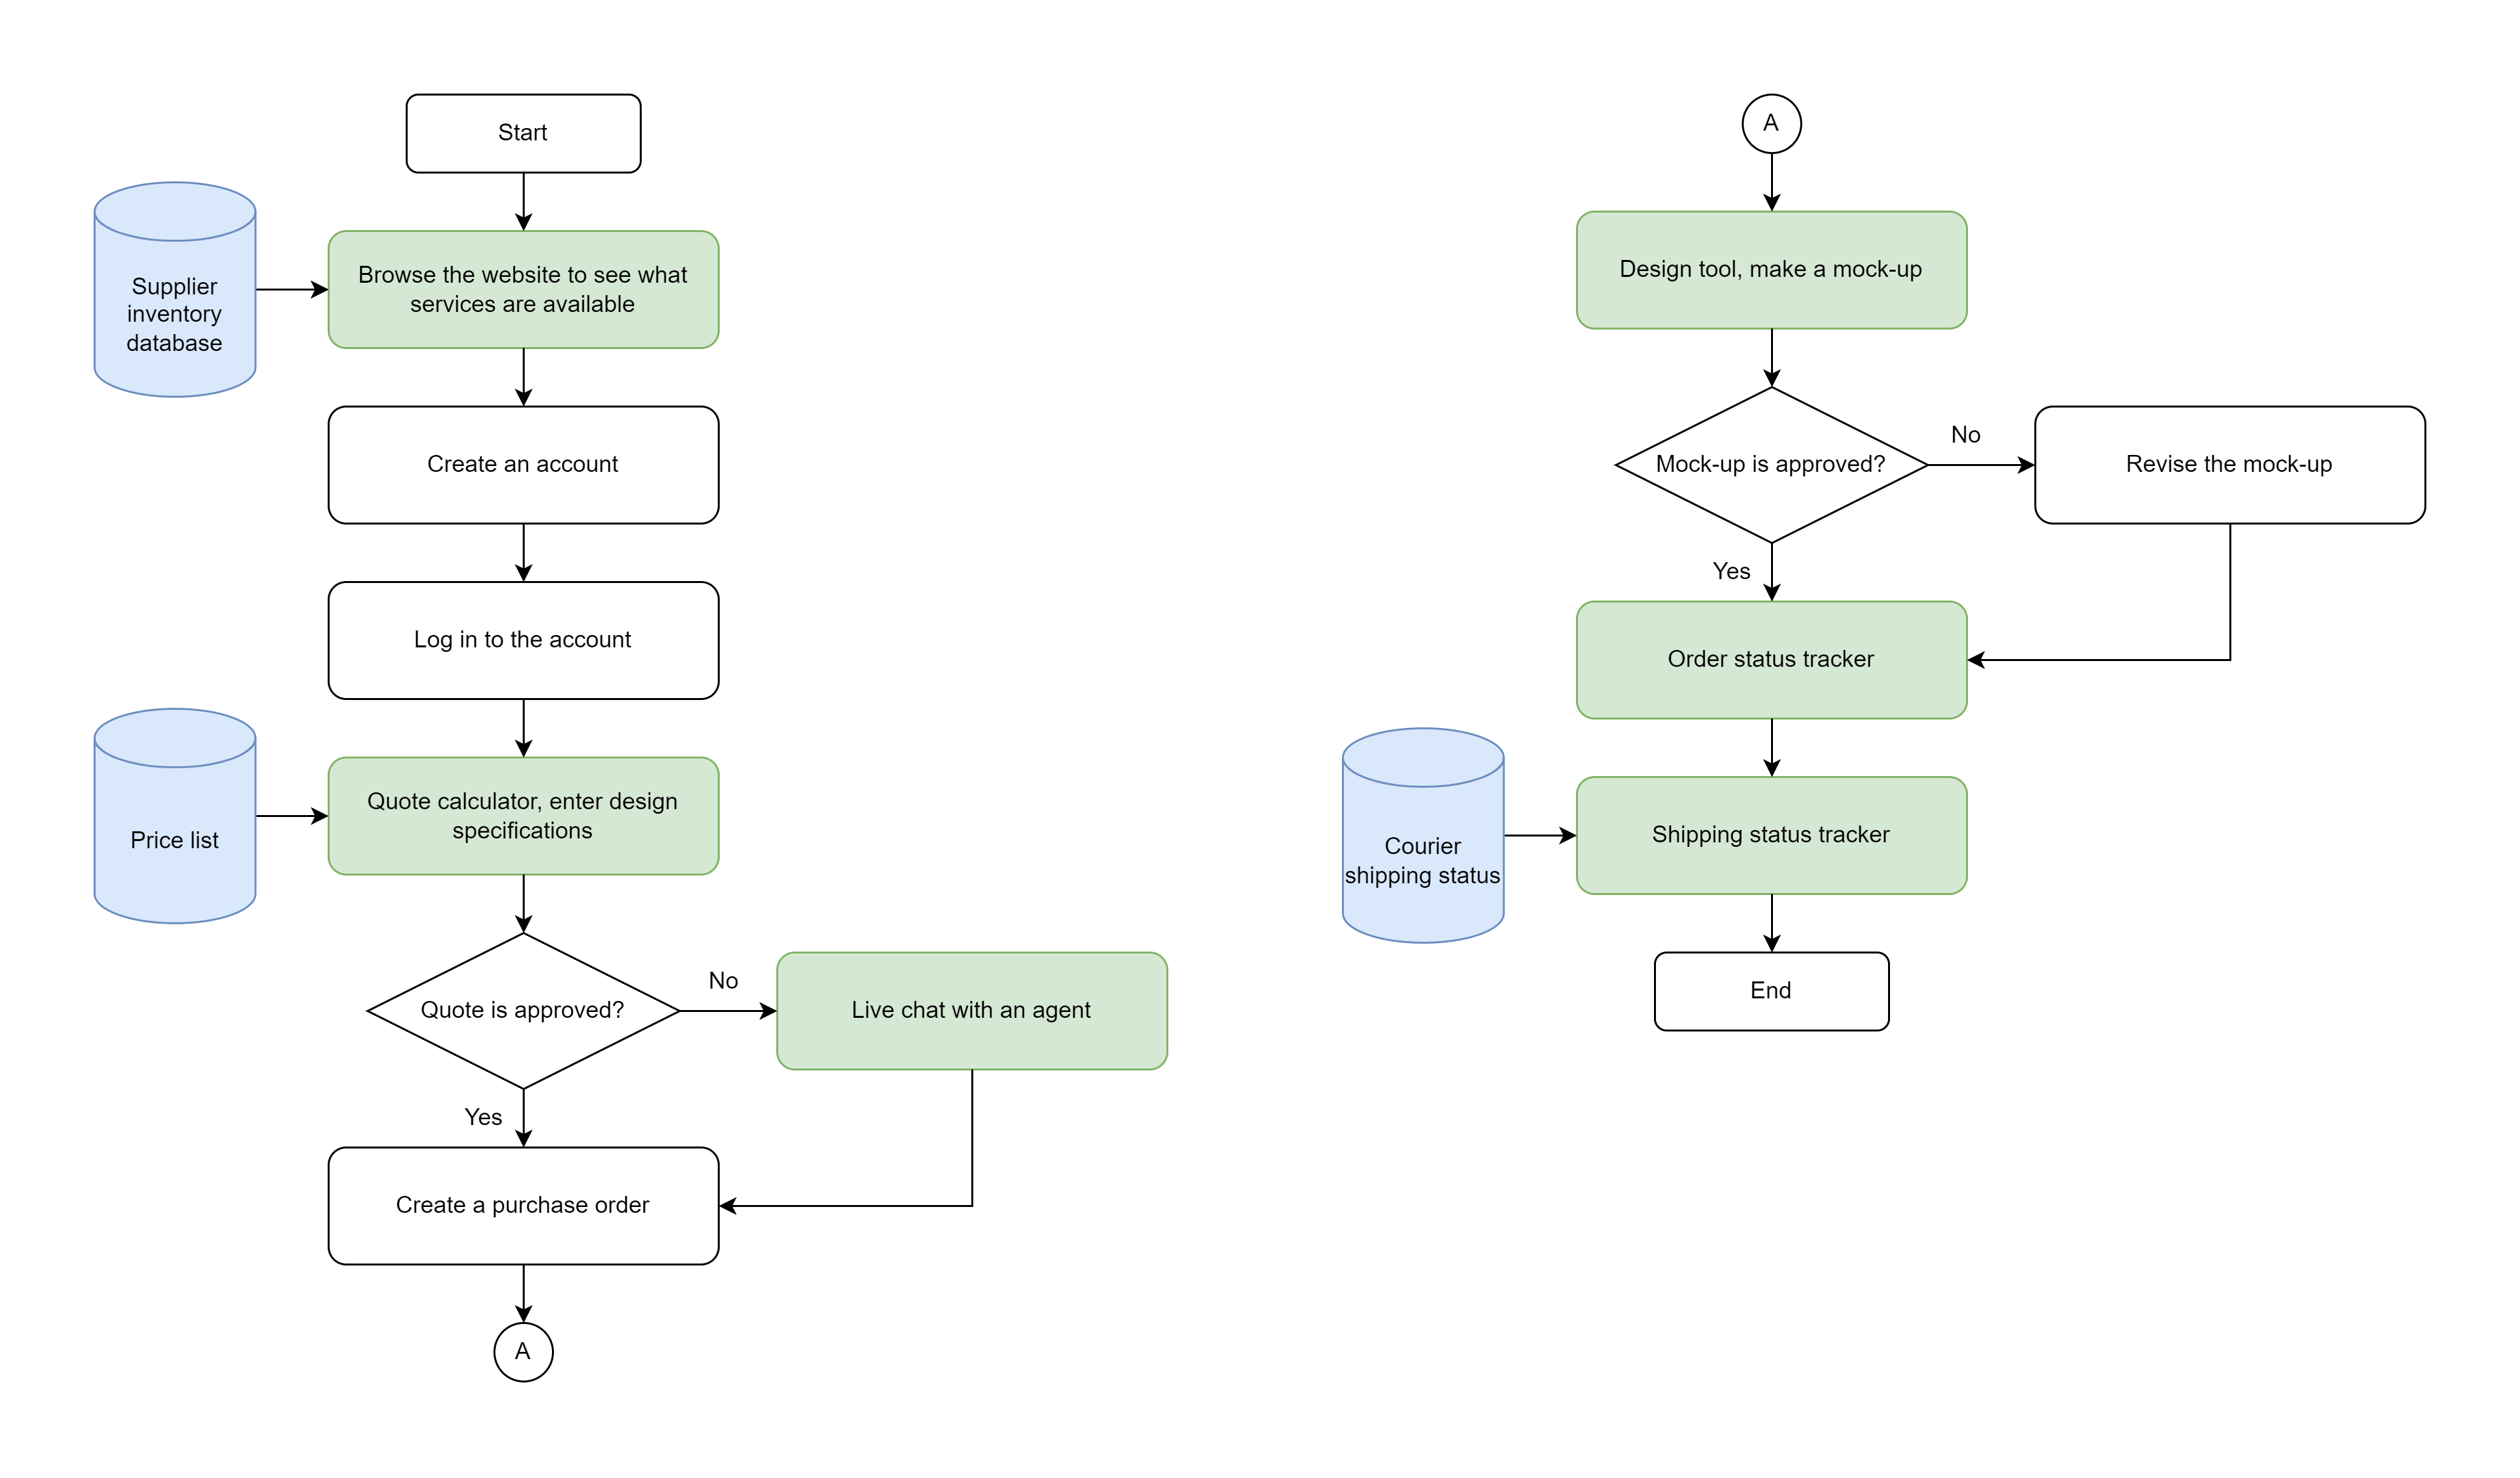 Start
Supplier
inventory
database
Browse the website to see what
services are available
Create an account
Log in to the account
Price list
Quote calculator, enter design
specifications
Quote is approved?
No
Live chat with an agent
Yes
Create a purchase order
A
A
Design tool, make a mock-up
Mock-up is approved?
No
Revise the mock-up
Yes
Order status tracker
Courier
shipping status
Shipping status tracker
End